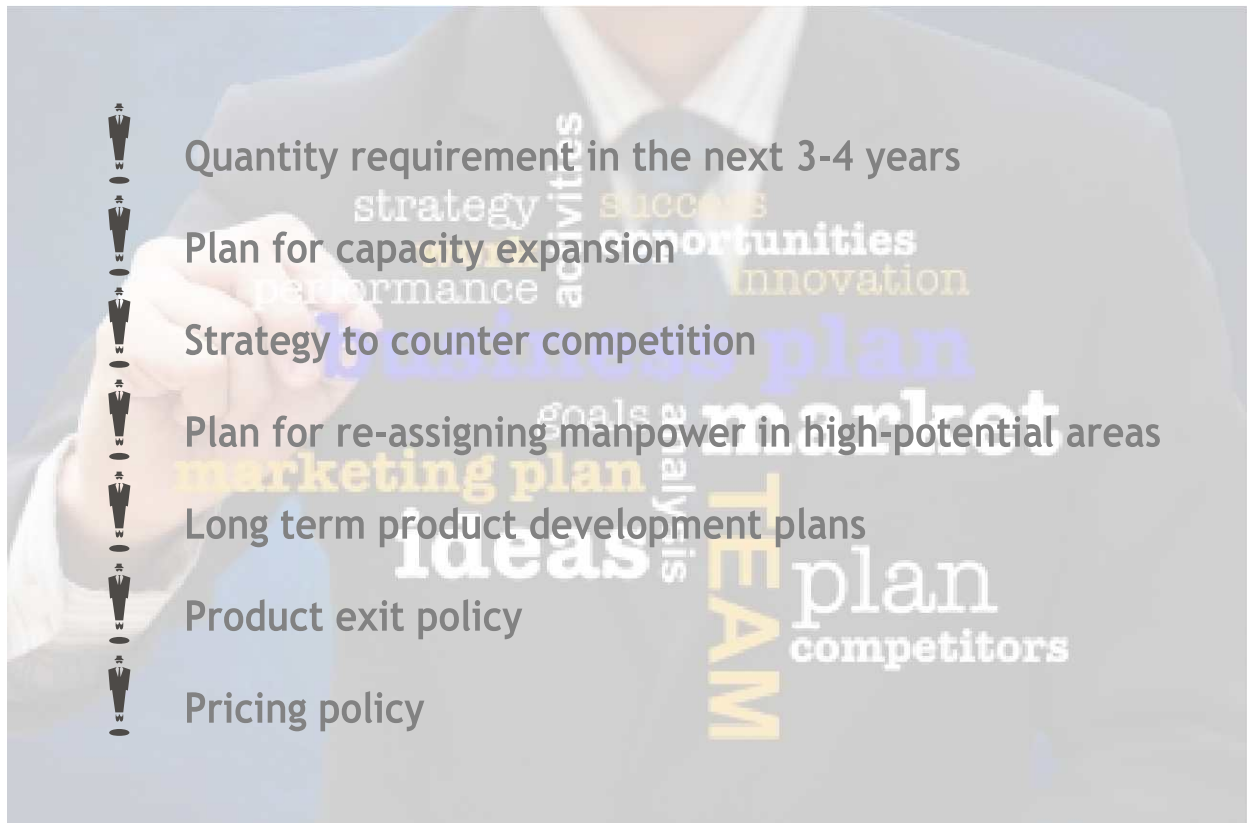 Quantity requirement in the next 3-4 years
strategy
activities
success
Plan for capacity expansion
work
opportunities
performance
innovation
Strategy to counter competition
business plan
goals
analysis
market
Plan for re-assigning manpower in high-potential areas
marketing plan
TEAM
Long term product development plans
ideas
plan
Product exit policy
competitors
Pricing policy